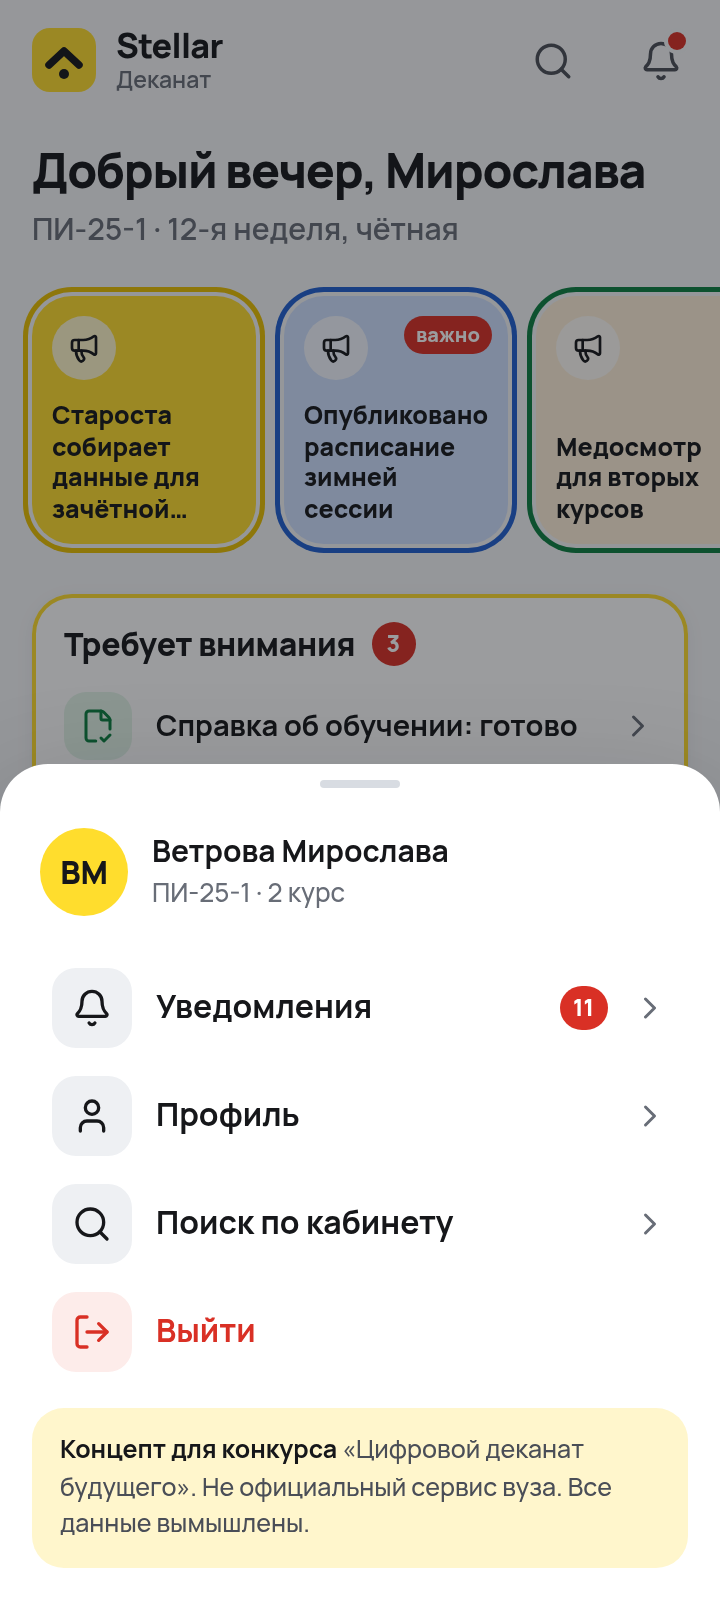 Stellar
Деканат
Добрый вечер, Мирослава
ПИ-25-1 · 12-я неделя, чётная
Староста
собирает
данные для
зачётной…
важно
Опубликовано
расписание
зимней
сессии
Медосмотр
для вторых
курсов
Требует внимания 3
Справка об обучении: готово
ВМ
Ветрова Мирослава
ПИ-25-1 · 2 курс
Уведомления 11
Профиль
Поиск по кабинету
Выйти
Концепт для конкурса «Цифровой деканат
будущего». Не официальный сервис вуза. Все
данные вымышлены.